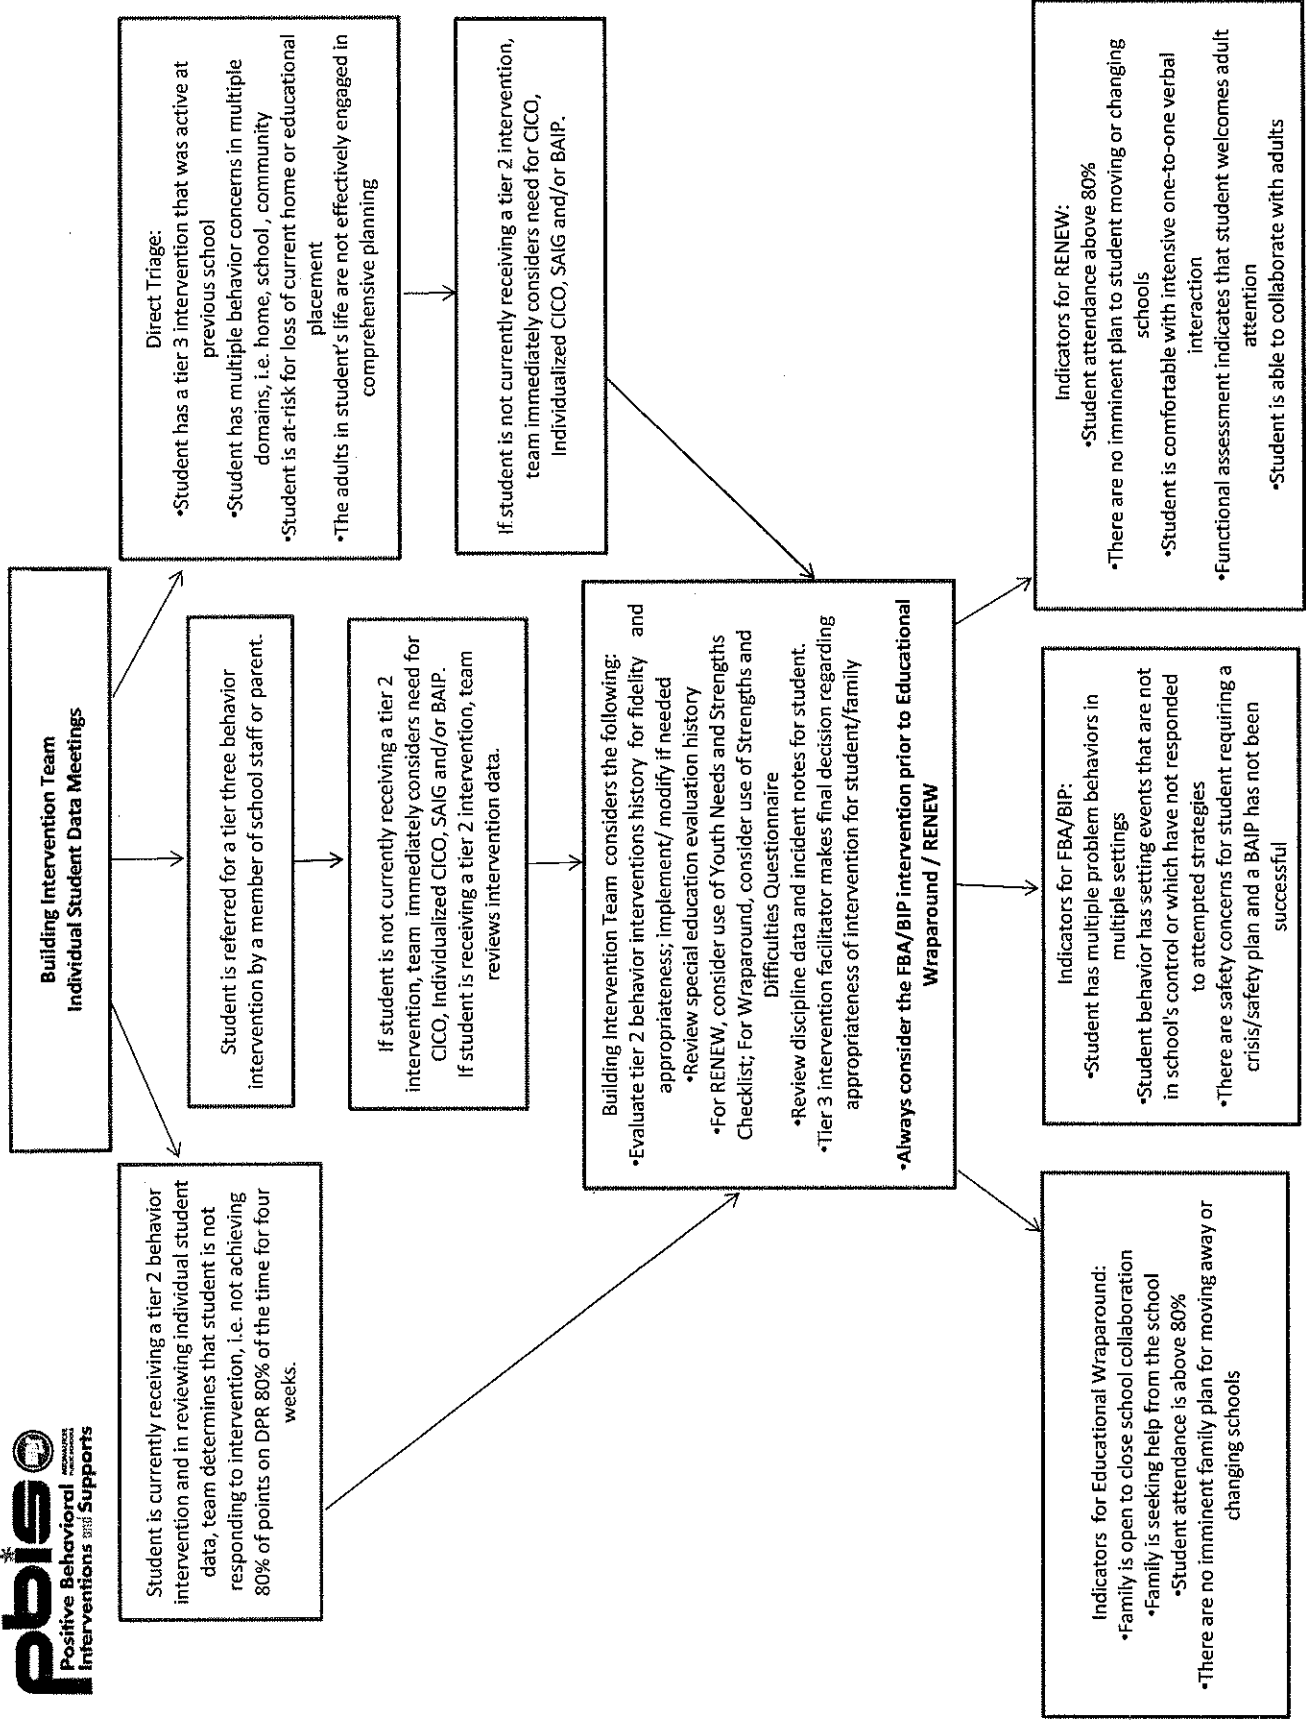 pbis
Positive Behavioral
Interventions and Supports
Building Intervention Team
Individual Student Data Meetings
Student is currently receiving a tier 2 behavior
intervention and in reviewing individual student
data, team determines that student is not
responding to intervention, i.e. not achieving
80% of points on DPR 80% of the time for four
weeks.
Student is referred for a tier three behavior
intervention by a member of school staff or parent.
If student is not currently receiving a tier 2
intervention, team immediately considers need for
CICO, Individualized CICO, SAIG and/or BAIP.
If student is receiving a tier 2 intervention, team
reviews intervention data.
Direct Triage:
•Student has a tier 3 intervention that was active at
previous school
•Student has multiple behavior concerns in multiple
domains, i.e. home, school , community
•Student is at-risk for loss of current home or educational
placement
•The adults in student's life are not effectively engaged in
comprehensive planning
If student is not currently receiving a tier 2 intervention,
team immediately considers need for CICO,
Individualized CICO, SAIG and/or BAIP.
Building Intervention Team considers the following:
•Evaluate tier 2 behavior interventions history for fidelity and
appropriateness; implement/ modify if needed
•Review special education evaluation history
•For RENEW, consider use of Youth Needs and Strengths
Checklist; For Wraparound, consider use of Strengths and
Difficulties Questionnaire
•Review discipline data and incident notes for student.
•Tier 3 intervention facilitator makes final decision regarding
appropriateness of intervention for student/family
•Always consider the FBA/BIP intervention prior to Educational
Wraparound / RENEW
Indicators for Educational Wraparound:
•Family is open to close school collaboration
•Family is seeking help from the school
•Student attendance is above 80%
•There are no imminent family plan for moving away or
changing schools
Indicators for FBA/BIP:
•Student has multiple problem behaviors in
multiple settings
•Student behavior has setting events that are not
in school's control or which have not responded
to attempted strategies
•There are safety concerns for student requiring a
crisis/safety plan and a BAIP has not been
successful
Indicators for RENEW:
•Student attendance above 80%
•There are no imminent plan to student moving or changing
schools
•Student is comfortable with intensive one-to-one verbal
interaction
•Functional assessment indicates that student welcomes adult
attention
•Student is able to collaborate with adults